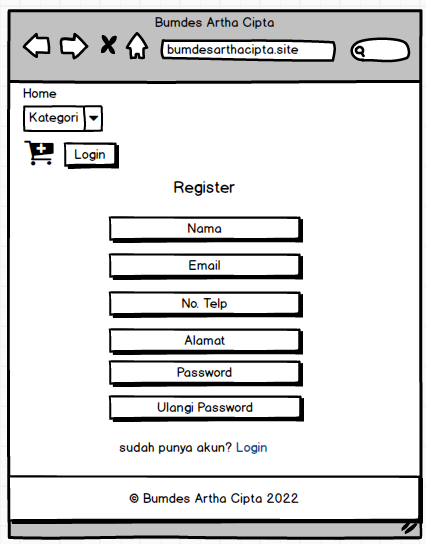 Bumdes Artha Cipta
bumdesarthacipta.site
Home
Kategori
Login
Register
Nama
Email
No. Telp
Alamat
Password
Ulangi Password
sudah punya akun? Login
© Bumdes Artha Cipta 2022